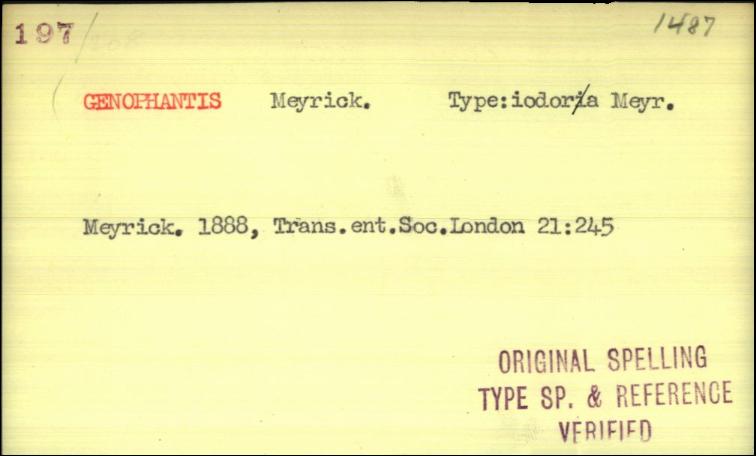 197 1487
GENOPHANTIS Meyrick. Type:iodora Meyr.
Meyrick. 1888, Trans.ent.Soc.London 21:245
ORIGINAL SPELLING
TYPE SP. & REFERENCE
VERIFIED